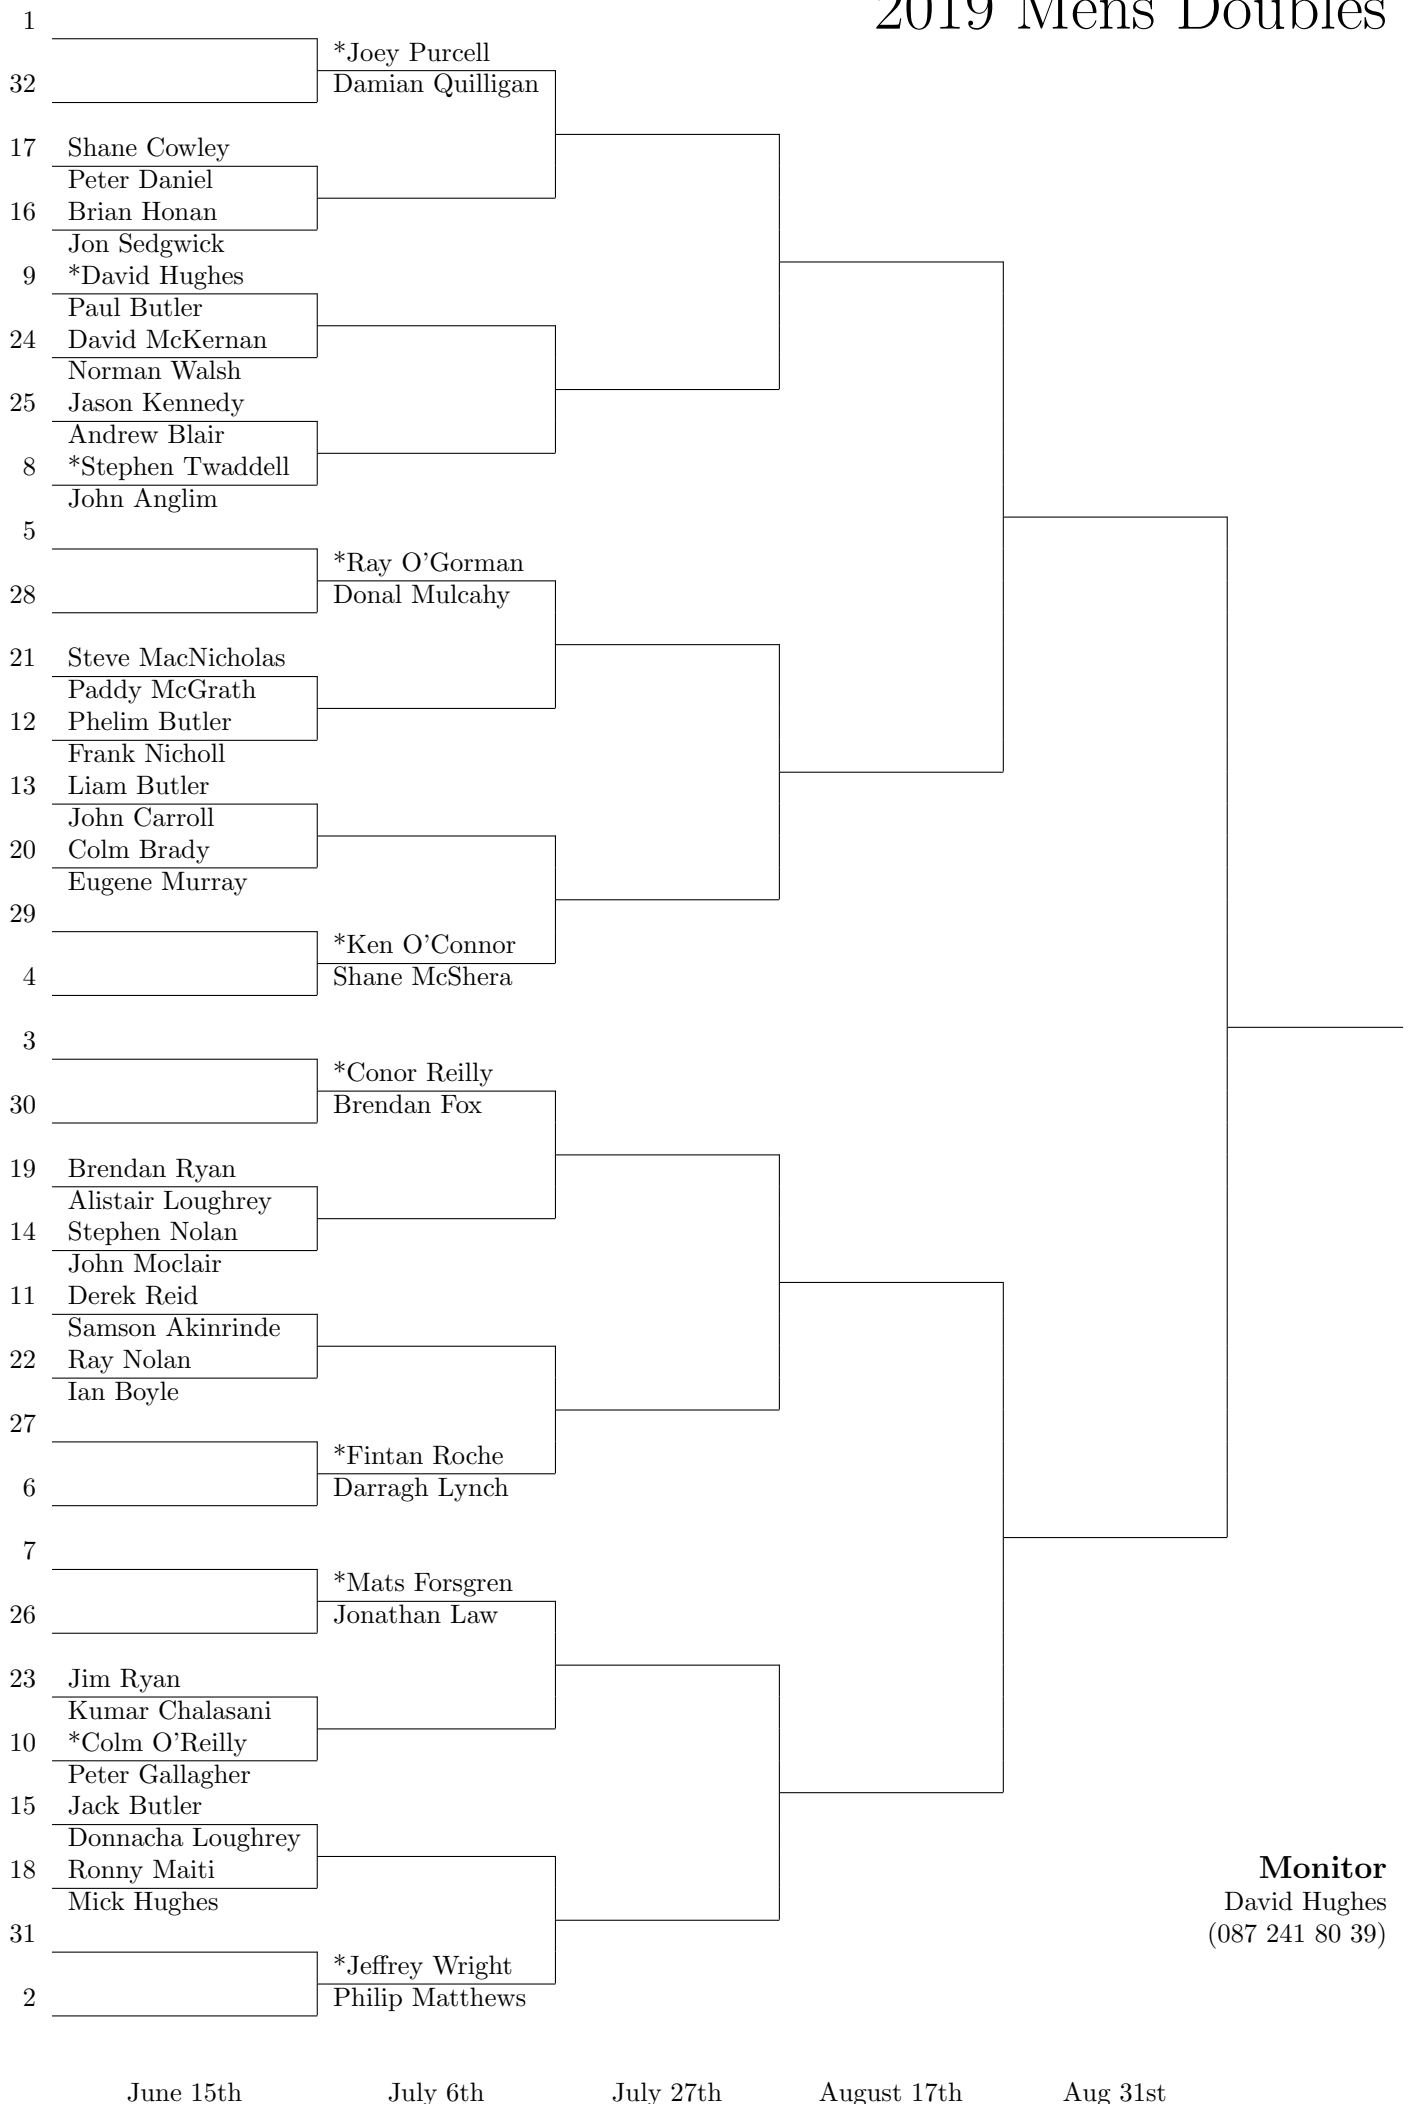 2019 Mens Doubles
1
*Joey Purcell
32
Damian Quilligan
17 Shane Cowley
Peter Daniel
16 Brian Honan
Jon Sedgwick
9 *David Hughes
Paul Butler
24 David McKernan
Norman Walsh
25 Jason Kennedy
Andrew Blair
8 *Stephen Twaddell
John Anglim
5
*Ray O'Gorman
28
Donal Mulcahy
21 Steve MacNicholas
Paddy McGrath
12 Phelim Butler
Frank Nicholl
13 Liam Butler
John Carroll
20 Colm Brady
Eugene Murray
29
*Ken O'Connor
4
Shane McShera
3
*Conor Reilly
30
Brendan Fox
19 Brendan Ryan
Alistair Loughrey
14 Stephen Nolan
John Moclair
11 Derek Reid
Samson Akinrinde
22 Ray Nolan
Ian Boyle
27
*Fintan Roche
6
Darragh Lynch
7
*Mats Forsgren
26
Jonathan Law
23 Jim Ryan
Kumar Chalasani
10 *Colm O'Reilly
Peter Gallagher
15 Jack Butler
Donnacha Loughrey
18 Ronny Maiti
Mick Hughes
31
*Jeffrey Wright
2
Philip Matthews
Monitor
David Hughes
(087 241 80 39)
June 15th July 6th July 27th August 17th Aug 31st